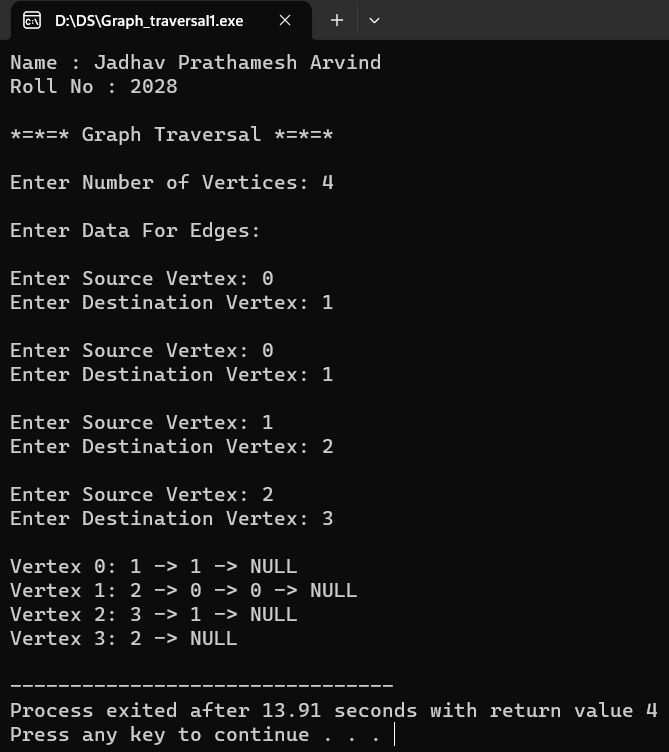 D:\DS\Graph_traversal1.exe
Name : Jadhav Prathamesh Arvind
Roll No : 2028
*=*=* Graph Traversal *=*=*
Enter Number of Vertices: 4
Enter Data For Edges:
Enter Source Vertex: 0
Enter Destination Vertex: 1
Enter Source Vertex: 0
Enter Destination Vertex: 1
Enter Source Vertex: 1
Enter Destination Vertex: 2
Enter Source Vertex: 2
Enter Destination Vertex: 3
Vertex 0: 1 -> 1 -> NULL
Vertex 1: 2 -> 0 -> 0 -> NULL
Vertex 2: 3 -> 1 -> NULL
Vertex 3: 2 -> NULL
--------------------------------
Process exited after 13.91 seconds with return value 4
Press any key to continue . . .